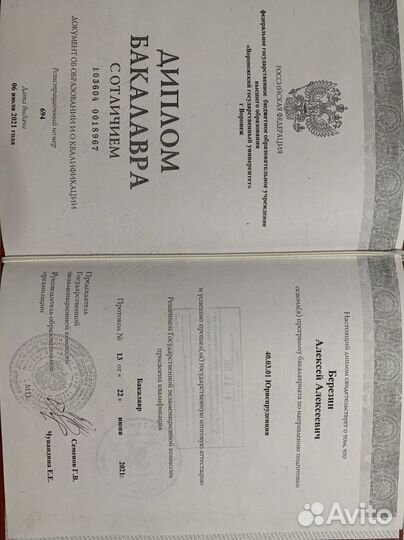 РОССИЙСКАЯ ФЕДЕРАЦИЯ
федеральное государственное бюджетное образовательное учреждение
высшего образования
«Воронежский государственный университет»
г Воронеж
ДИПЛОМ
БАКАЛАВРА
С ОТЛИЧИЕМ
103604 0018967
ДОКУМЕНТ ОБ ОБРАЗОВАНИИ И О КВАЛИФИКАЦИИ
Регистрационный номер
694
Дата выдачи
06 июля 2021 года
Настоящий диплом свидетельствует о том, что
Березин
Алексей Алексеевич
освоил(а) программу бакалавриата по направлению подготовки
40.03.01 Юриспруденция
и успешно прошел(ла) государственную итоговую аттестацию
Решением Государственной экзаменационной комиссии
присвоена квалификация
Бакалавр
Протокол № 13 от « 22 » июня 2021г.
Председатель
Государственной
экзаменационной комиссии
Семенов Г.В.
Руководитель образовательной
организации
Чупандина Е.Е.
М.П.
Avito